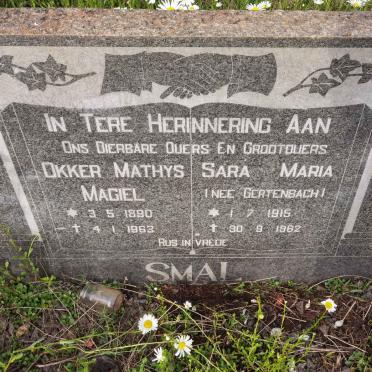 IN TERE HERINNERING AAN
ONS DIERBARE OUERS EN GROOTOUERS
OKKER MATHYS SARA MARIA
MAGIEL (NEE GERTENBACH)
* 3·5·1890 * 1·7·1915
✝ 4·1·1963 ✝ 30·9·1962
RUS IN VREDE
SMAL